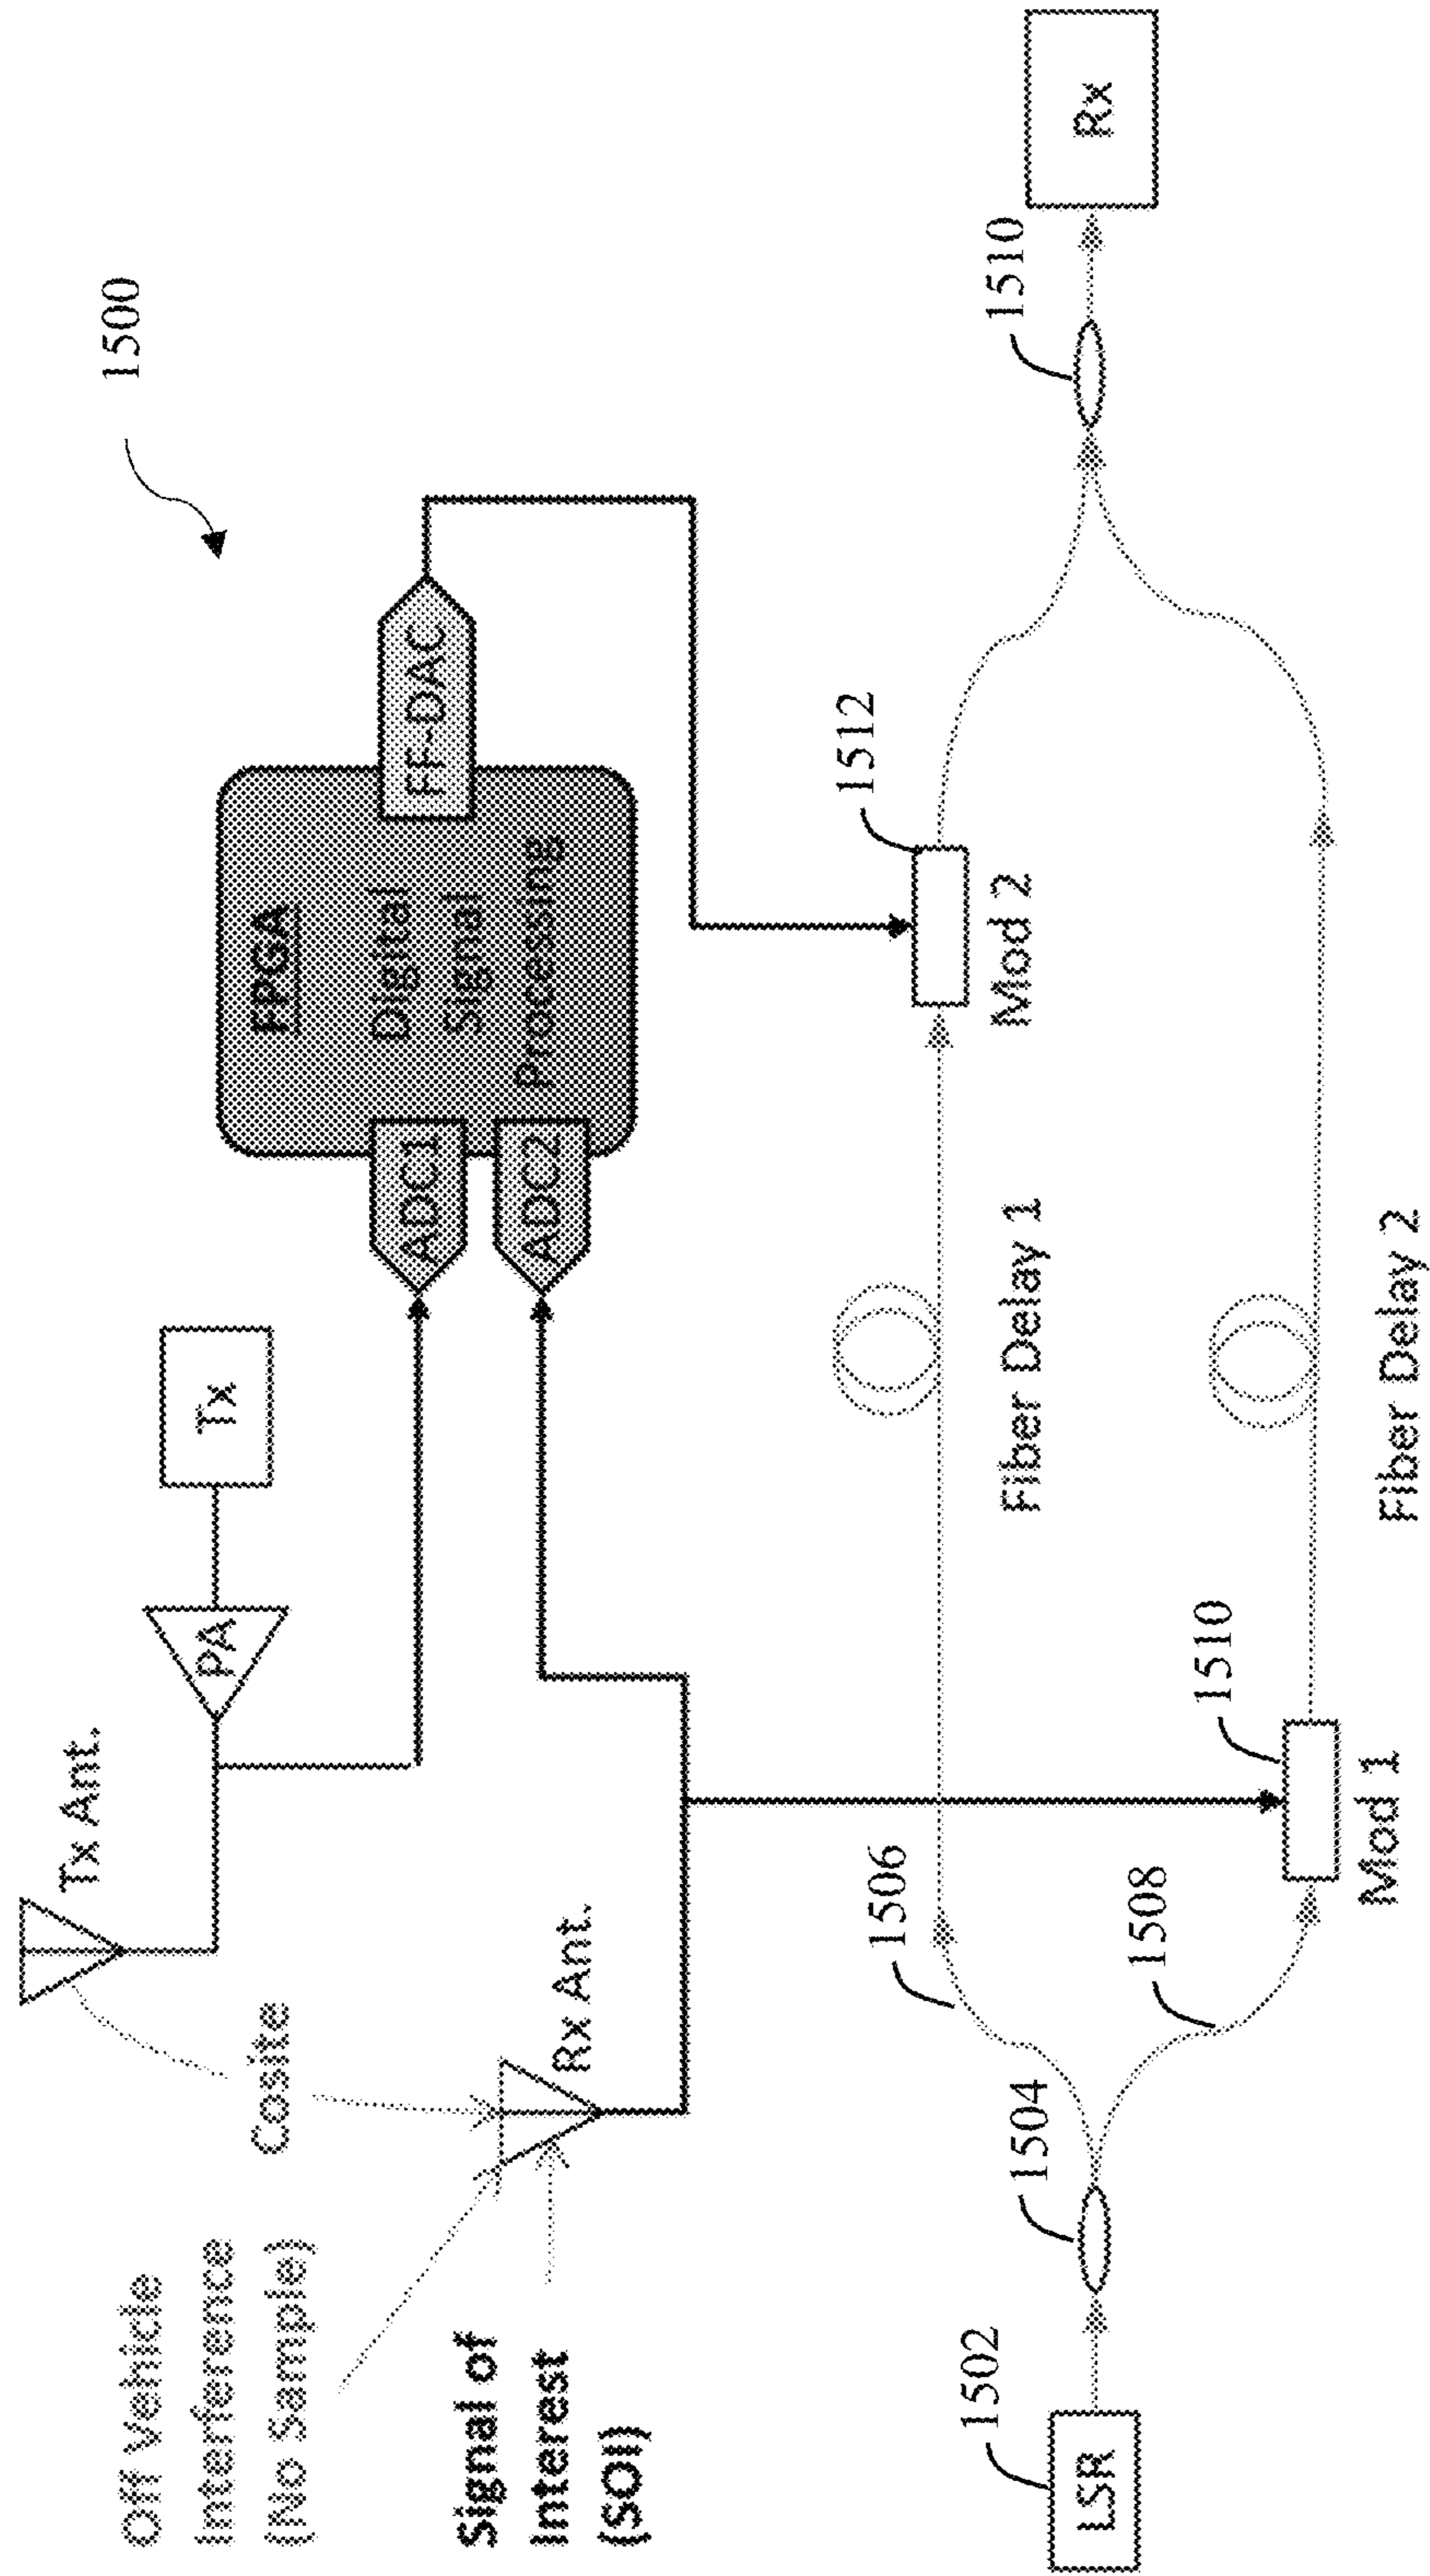 1500
Tx Ant.
PA
Tx
Cosite
Off Vehicle
Interference
(No Sample)
Signal of
Interest
(SOI)
Rx Ant.
ADC1
ADC2
FPGA
Digital
Signal
Processing
FF-DAC
1502
LSR
1504
1506
1508
1510
Mod 1
Fiber Delay 1
Fiber Delay 2
1512
Mod 2
1510
Rx